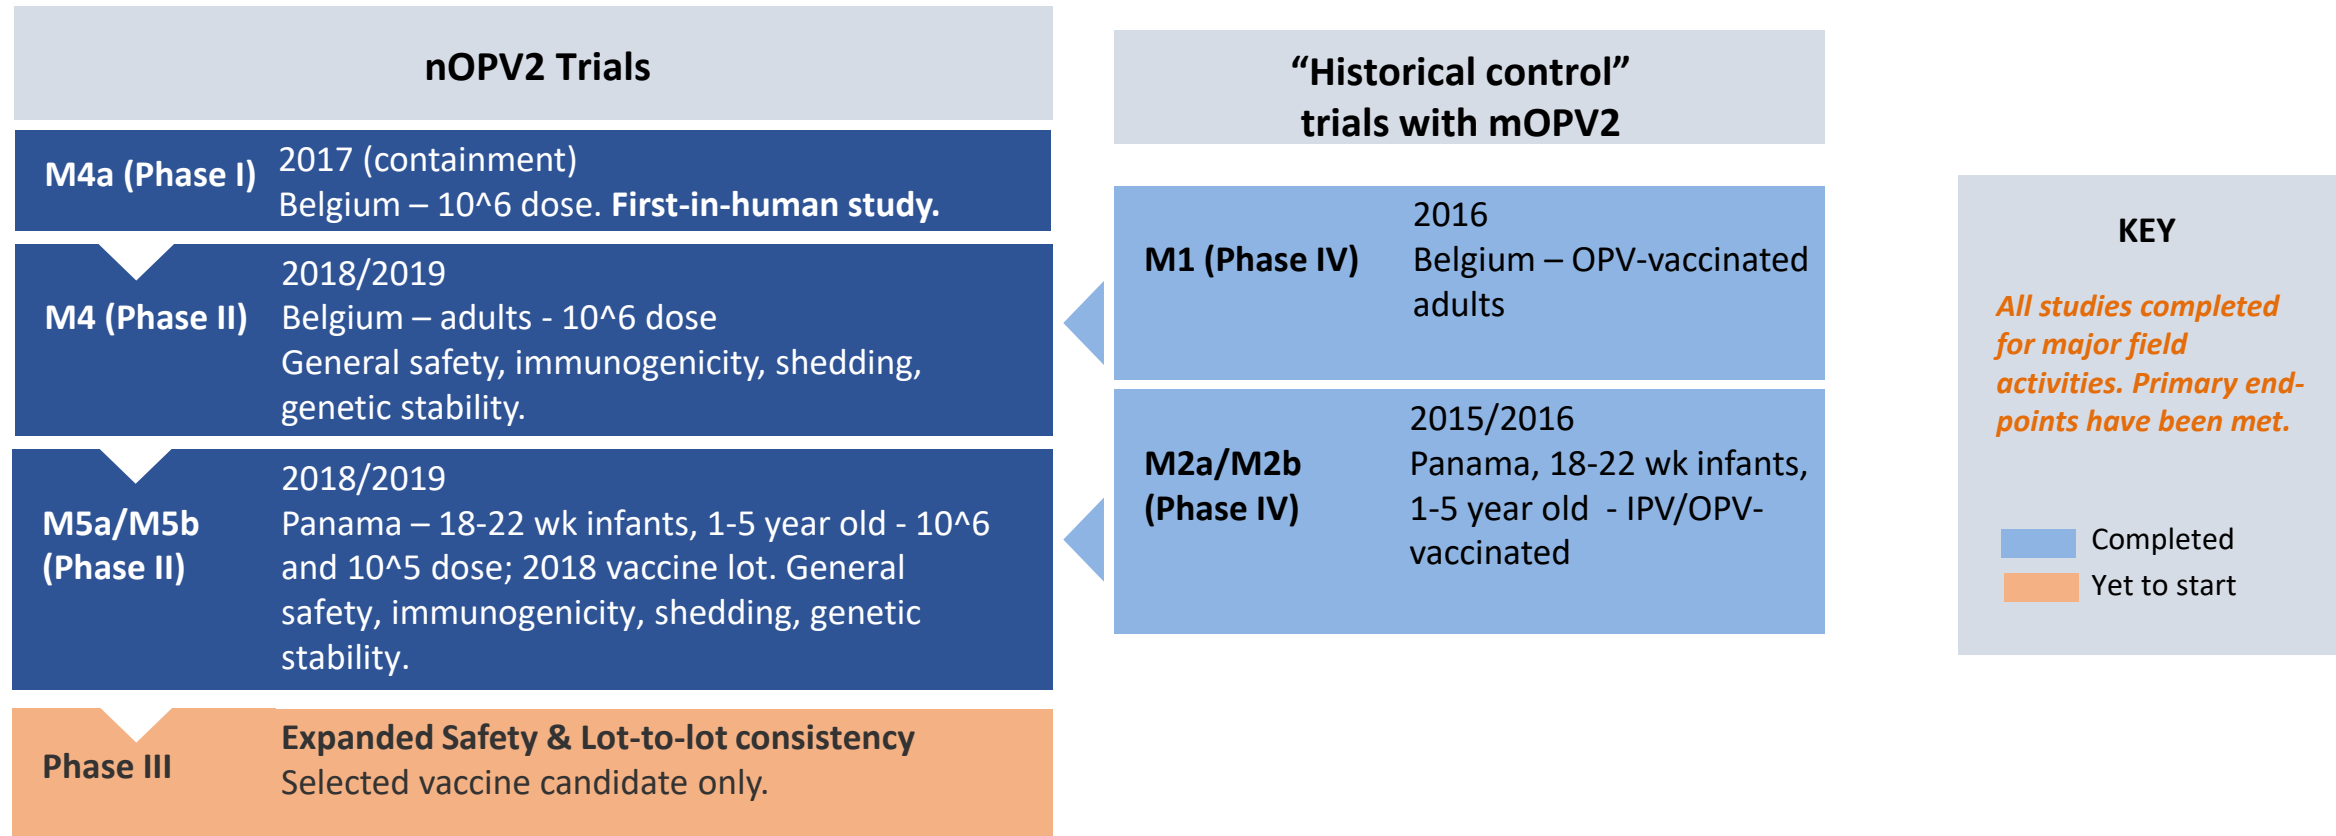 nOPV2 Trials
M4a (Phase I)
2017 (containment)
Belgium – 10^6 dose. First-in-human study.
M4 (Phase II)
2018/2019
Belgium – adults - 10^6 dose
General safety, immunogenicity, shedding,
genetic stability.
M5a/M5b
(Phase II)
2018/2019
Panama – 18-22 wk infants, 1-5 year old - 10^6
and 10^5 dose; 2018 vaccine lot. General
safety, immunogenicity, shedding, genetic
stability.
Phase III
Expanded Safety & Lot-to-lot consistency
Selected vaccine candidate only.
“Historical control”
trials with mOPV2
M1 (Phase IV)
2016
Belgium – OPV-vaccinated
adults
M2a/M2b
(Phase IV)
2015/2016
Panama, 18-22 wk infants,
1-5 year old - IPV/OPV-
vaccinated
KEY
All studies completed
for major field
activities. Primary end-
points have been met.
Completed
Yet to start